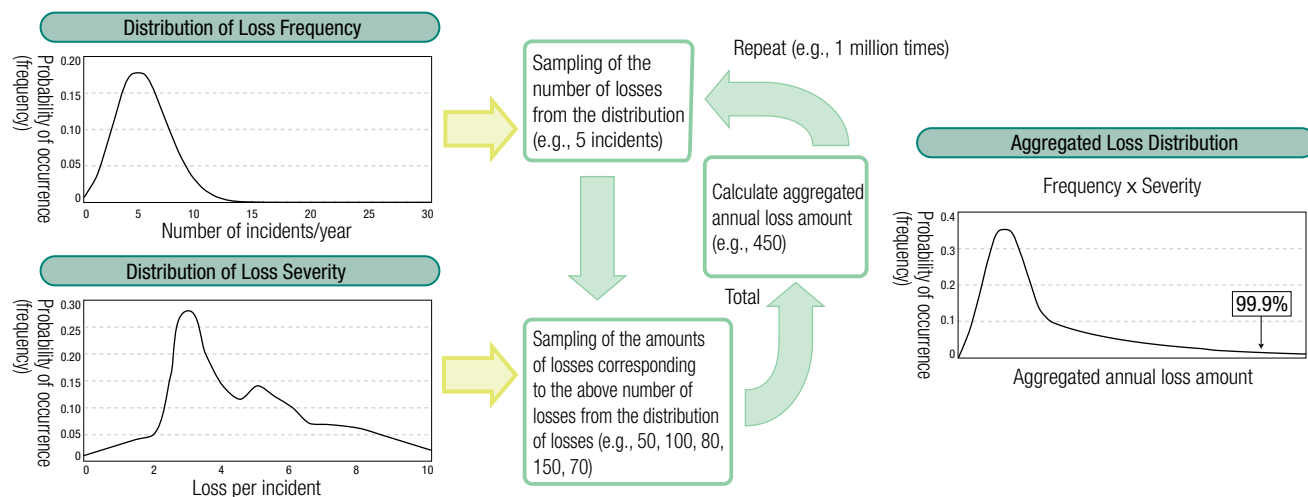 Distribution of Loss Frequency
Probability of occurrence
(frequency)
0.20
0.15
0.10
0.05
0
0 5 10 15 20 25 30
Number of incidents/year
Distribution of Loss Severity
Probability of occurrence
(frequency)
0.30
0.25
0.20
0.15
0.10
0.05
0
0 2 4 6 8 10
Loss per incident
Sampling of the
number of losses
from the distribution
(e.g., 5 incidents)
Repeat (e.g., 1 million times)
Calculate aggregated
annual loss amount
(e.g., 450)
Total
Sampling of the amounts
of losses corresponding
to the above number of
losses from the distribution
of losses (e.g., 50, 100, 80,
150, 70)
Aggregated Loss Distribution
Frequency x Severity
Probability of occurrence
(frequency)
0.4
0.3
0.2
0.1
0
99.9%
Aggregated annual loss amount